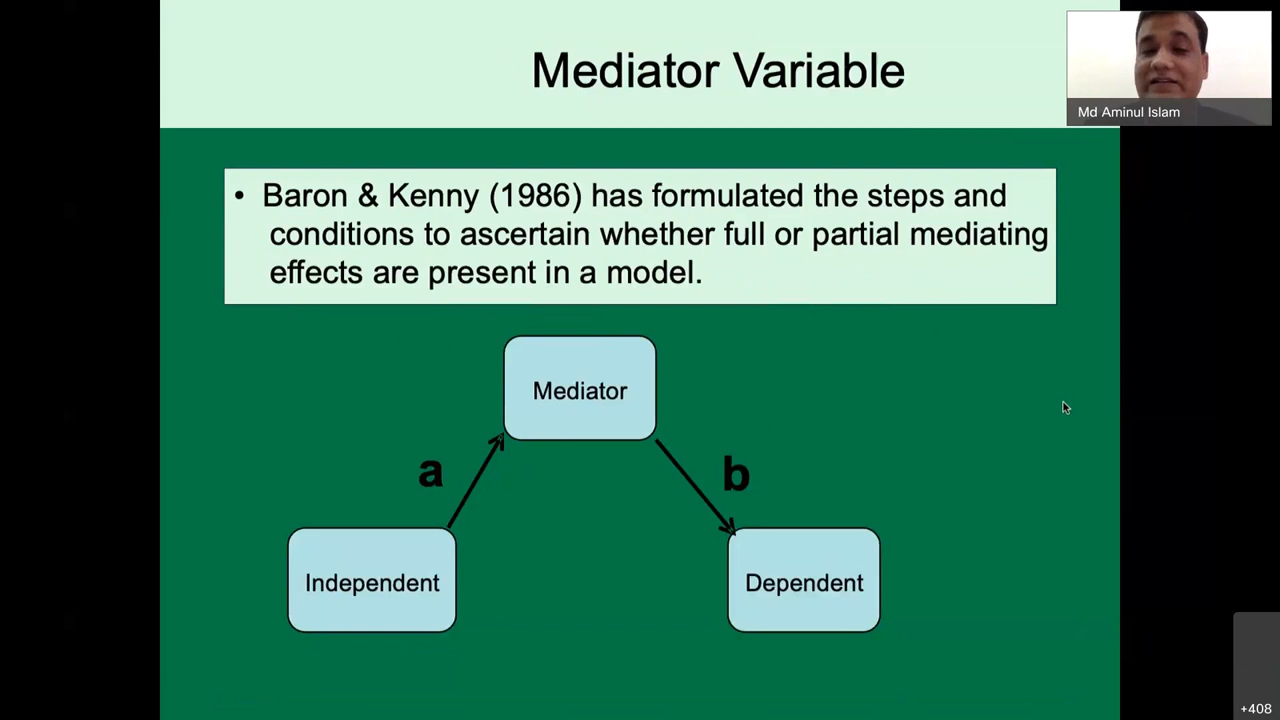 Mediator Variable
Md Aminul Islam
• Baron & Kenny (1986) has formulated the steps and
conditions to ascertain whether full or partial mediating
effects are present in a model.
Mediator
a
b
Independent
Dependent
+408